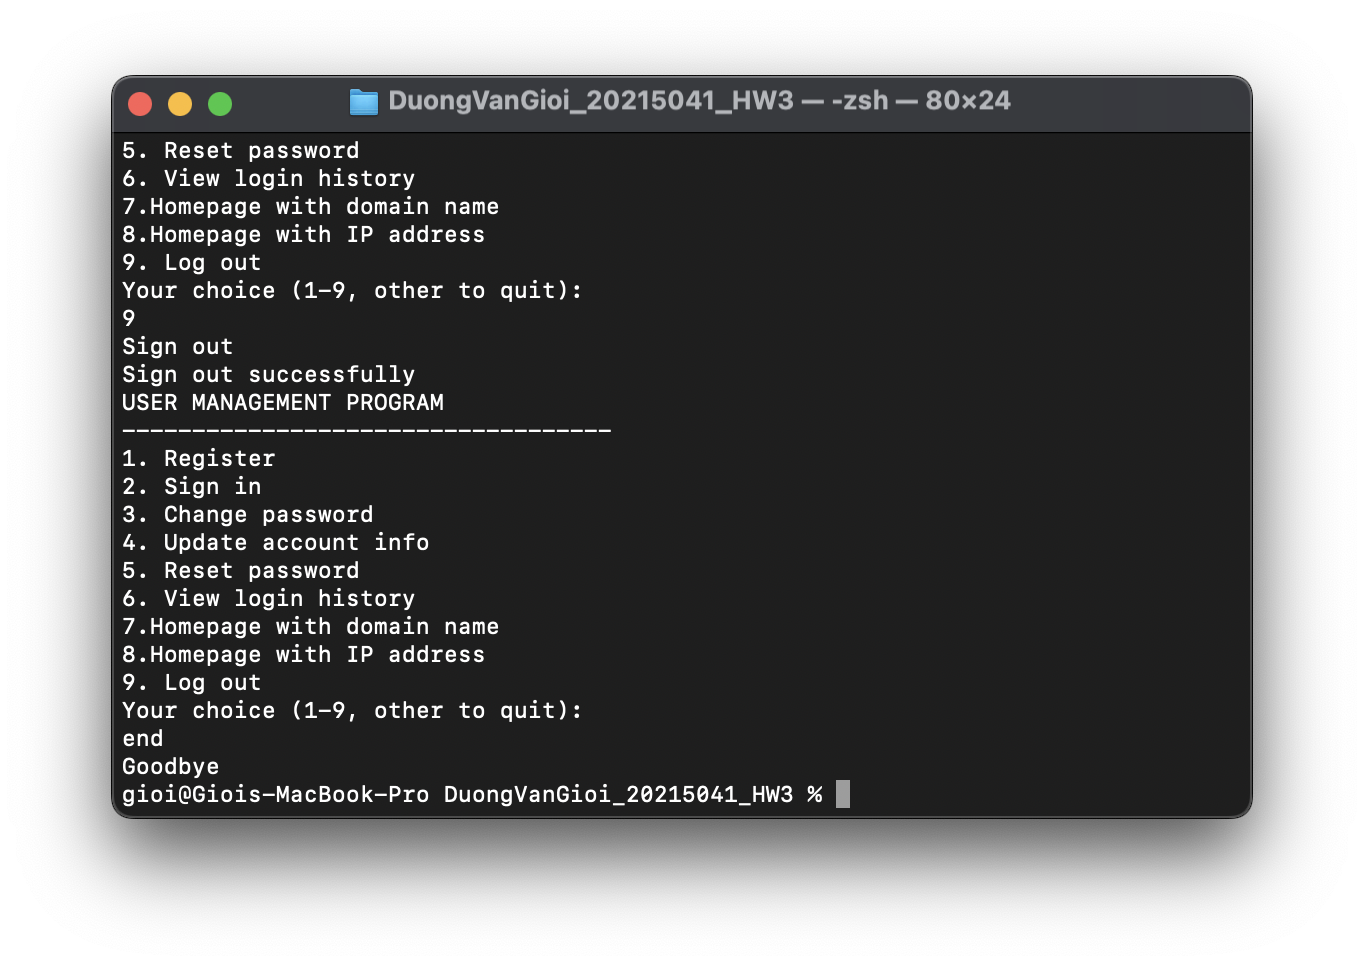 DuongVanGioi_20215041_HW3 — -zsh — 80×24
5. Reset password
6. View login history
7.Homepage with domain name
8.Homepage with IP address
9. Log out
Your choice (1-9, other to quit):
9
Sign out
Sign out successfully
USER MANAGEMENT PROGRAM
-----------------------------------
1. Register
2. Sign in
3. Change password
4. Update account info
5. Reset password
6. View login history
7.Homepage with domain name
8.Homepage with IP address
9. Log out
Your choice (1-9, other to quit):
end
Goodbye
gioi@Giois-MacBook-Pro DuongVanGioi_20215041_HW3 %